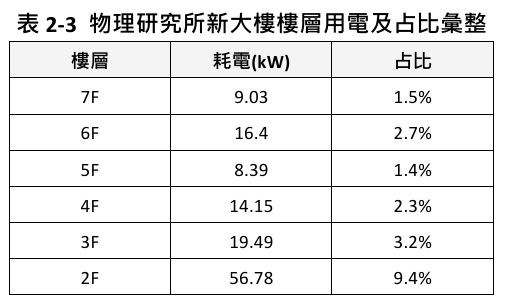 表 2-3 物理研究所新大樓樓層用電及占比彙整
樓層 耗電(kW) 占比
7F 9.03 1.5%
6F 16.4 2.7%
5F 8.39 1.4%
4F 14.15 2.3%
3F 19.49 3.2%
2F 56.78 9.4%